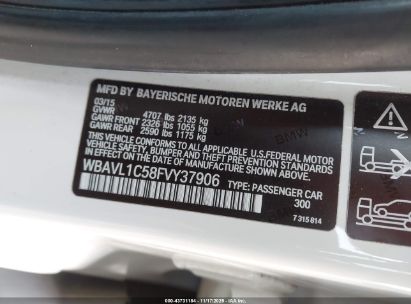 MFD BY BAYERISCHE MOTOREN WERKE AG
03/15
GVWR 4707 lbs 2135 kg
GAWR FRONT 2326 lbs 1055 kg
GAWR REAR 2590 lbs 1175 kg
THIS VEHICLE CONFORMS TO ALL APPLICABLE U.S.FEDERAL MOTOR
VEHICLE SAFETY, BUMPER, AND THEFT PREVENTION STANDARDS
IN EFFECT ON THE DATE OF MANUFACTURE SHOWN ABOVE.
WBAVL1C58FVY37906 TYPE: PASSENGER CAR
300
7 315 814
BMW